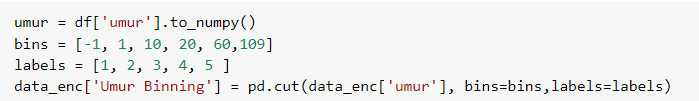 umur = df['umur'].to_numpy()
bins = [-1, 1, 10, 20, 60,109]
labels = [1, 2, 3, 4, 5 ]
data_enc['Umur Binning'] = pd.cut(data_enc['umur'], bins=bins,labels=labels)